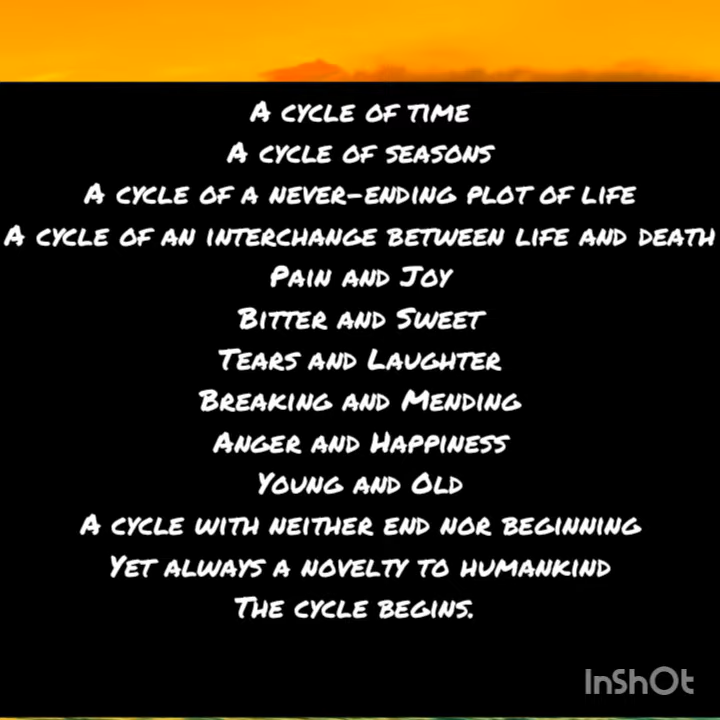 A cycle of time
A cycle of seasons
A cycle of a never-ending plot of life
A cycle of an interchange between life and death
Pain and Joy
Bitter and Sweet
Tears and Laughter
Breaking and Mending
Anger and Happiness
Young and Old
A cycle with neither end nor beginning
Yet always a novelty to humankind
The cycle begins.
InShOt